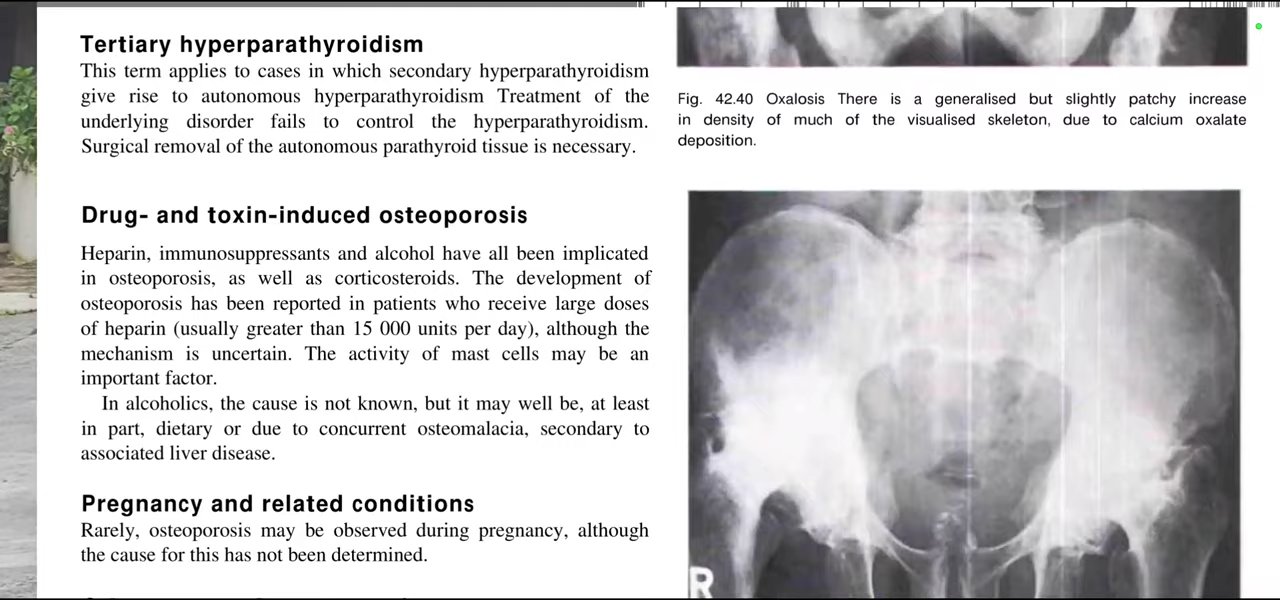 Tertiary hyperparathyroidism
This term applies to cases in which secondary hyperparathyroidism
give rise to autonomous hyperparathyroidism Treatment of the
underlying disorder fails to control the hyperparathyroidism.
Surgical removal of the autonomous parathyroid tissue is necessary.
Drug- and toxin-induced osteoporosis
Heparin, immunosuppressants and alcohol have all been implicated
in osteoporosis, as well as corticosteroids. The development of
osteoporosis has been reported in patients who receive large doses
of heparin (usually greater than 15 000 units per day), although the
mechanism is uncertain. The activity of mast cells may be an
important factor.
In alcoholics, the cause is not known, but it may well be, at least
in part, dietary or due to concurrent osteomalacia, secondary to
associated liver disease.
Pregnancy and related conditions
Rarely, osteoporosis may be observed during pregnancy, although
the cause for this has not been determined.
Fig. 42.40 Oxalosis There is a generalised but slightly patchy increase
in density of much of the visualised skeleton, due to calcium oxalate
deposition.
R